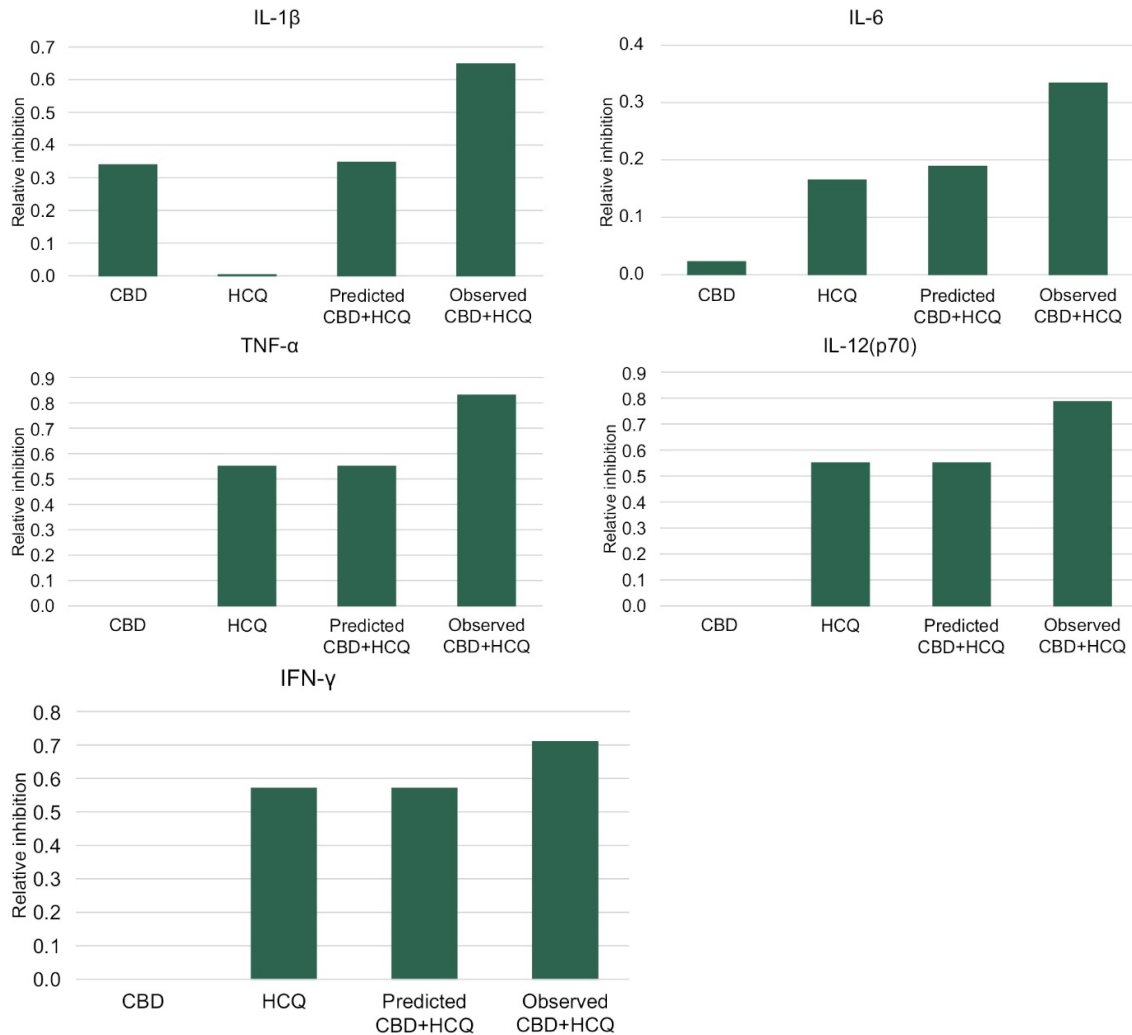 IL-1β
Relative inhibition
0.7
0.6
0.5
0.4
0.3
0.2
0.1
0.0
CBD
HCQ
Predicted
CBD+HCQ
Observed
CBD+HCQ
IL-6
Relative inhibition
0.4
0.3
0.2
0.1
0.0
CBD
HCQ
Predicted
CBD+HCQ
Observed
CBD+HCQ
TNF-α
Relative inhibition
0.9
0.8
0.7
0.6
0.5
0.4
0.3
0.2
0.1
0.0
CBD
HCQ
Predicted
CBD+HCQ
Observed
CBD+HCQ
IL-12(p70)
Relative inhibition
0.9
0.8
0.7
0.6
0.5
0.4
0.3
0.2
0.1
0.0
CBD
HCQ
Predicted
CBD+HCQ
Observed
CBD+HCQ
IFN-γ
Relative inhibition
0.8
0.7
0.6
0.5
0.4
0.3
0.2
0.1
0.0
CBD
HCQ
Predicted
CBD+HCQ
Observed
CBD+HCQ